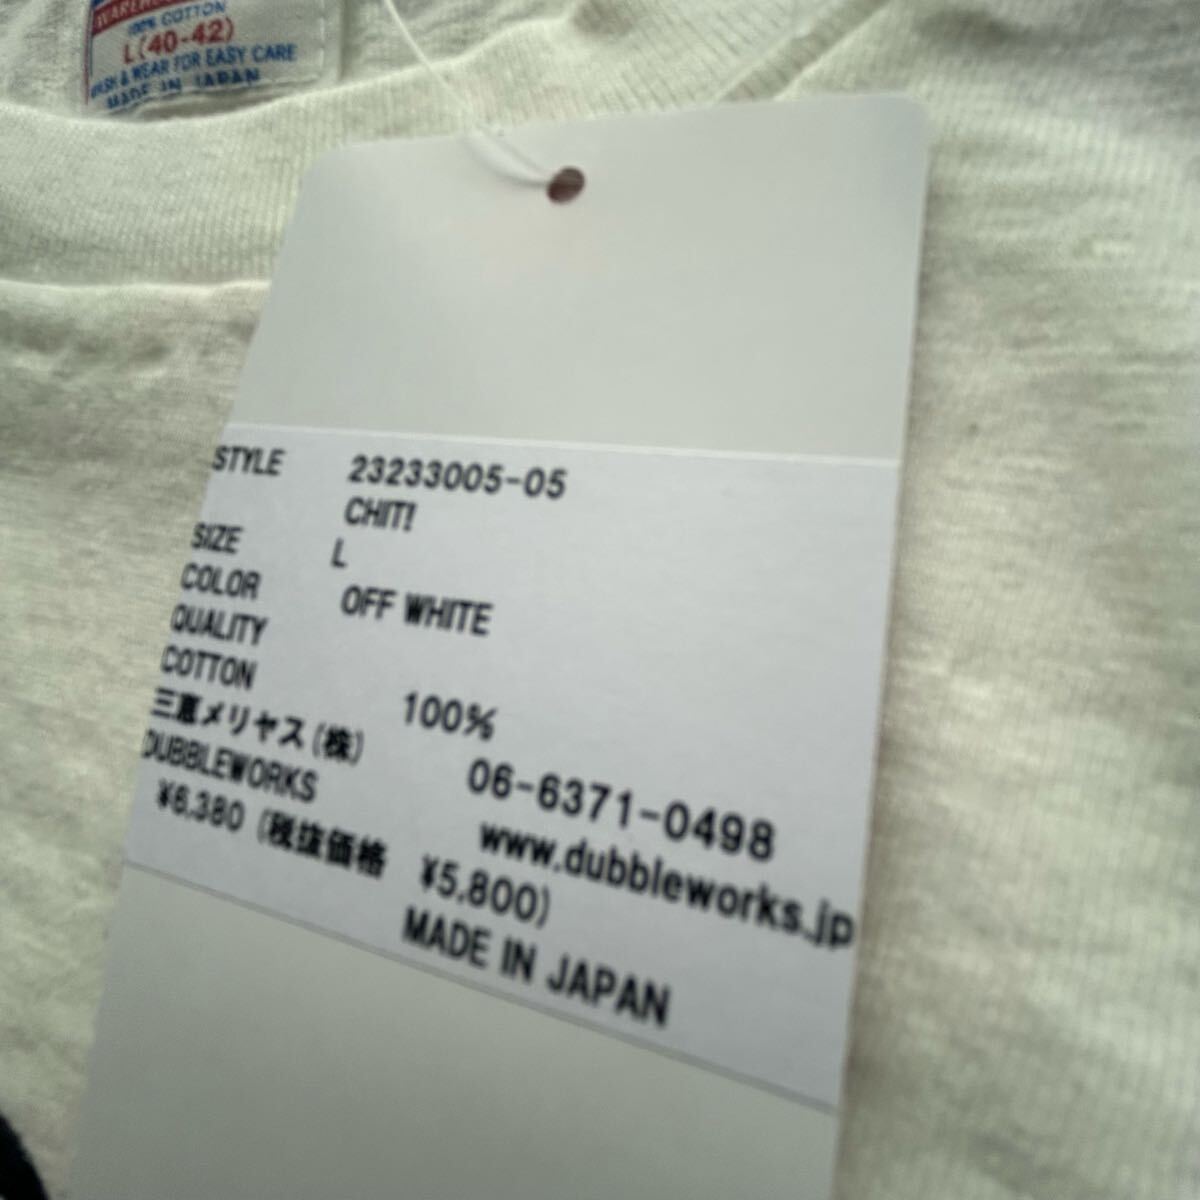 100% COTTON
L(40-42)
WASH & WEAR FOR EASY CARE
MADE IN JAPAN
STYLE 23233005-05
CHIT!
SIZE L
COLOR OFF WHITE
QUALITY
COTTON 100%
三恵メリヤス(株) 06-6371-0498
DUBBLEWORKS www.dubbleworks.jp
¥6,380 (税抜価格 ¥5,800)
MADE IN JAPAN